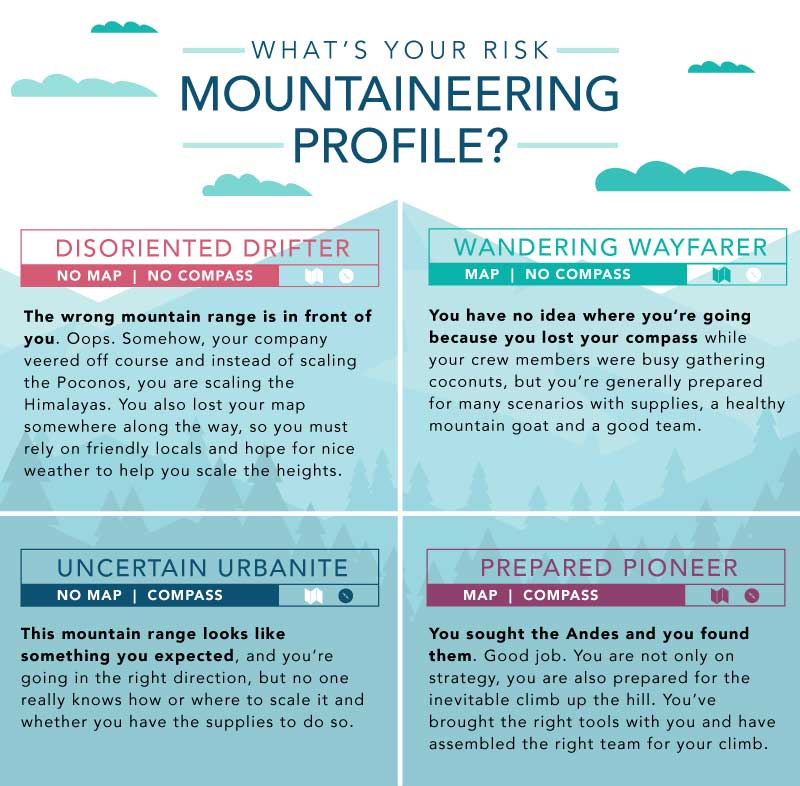 WHAT'S YOUR RISK
MOUNTAINEERING
PROFILE?
DISORIENTED DRIFTER
NO MAP | NO COMPASS
The wrong mountain range is in front of
you. Oops. Somehow, your company
veered off course and instead of scaling
the Poconos, you are scaling the
Himalayas. You also lost your map
somewhere along the way, so you must
rely on friendly locals and hope for nice
weather to help you scale the heights.
WANDERING WAYFARER
MAP | NO COMPASS
You have no idea where you're going
because you lost your compass while
your crew members were busy gathering
coconuts, but you're generally prepared
for many scenarios with supplies, a healthy
mountain goat and a good team.
UNCERTAIN URBANITE
NO MAP | COMPASS
This mountain range looks like
something you expected, and you're
going in the right direction, but no one
really knows how or where to scale it and
whether you have the supplies to do so.
PREPARED PIONEER
MAP | COMPASS
You sought the Andes and you found
them. Good job. You are not only on
strategy, you are also prepared for the
inevitable climb up the hill. You've
brought the right tools with you and have
assembled the right team for your climb.